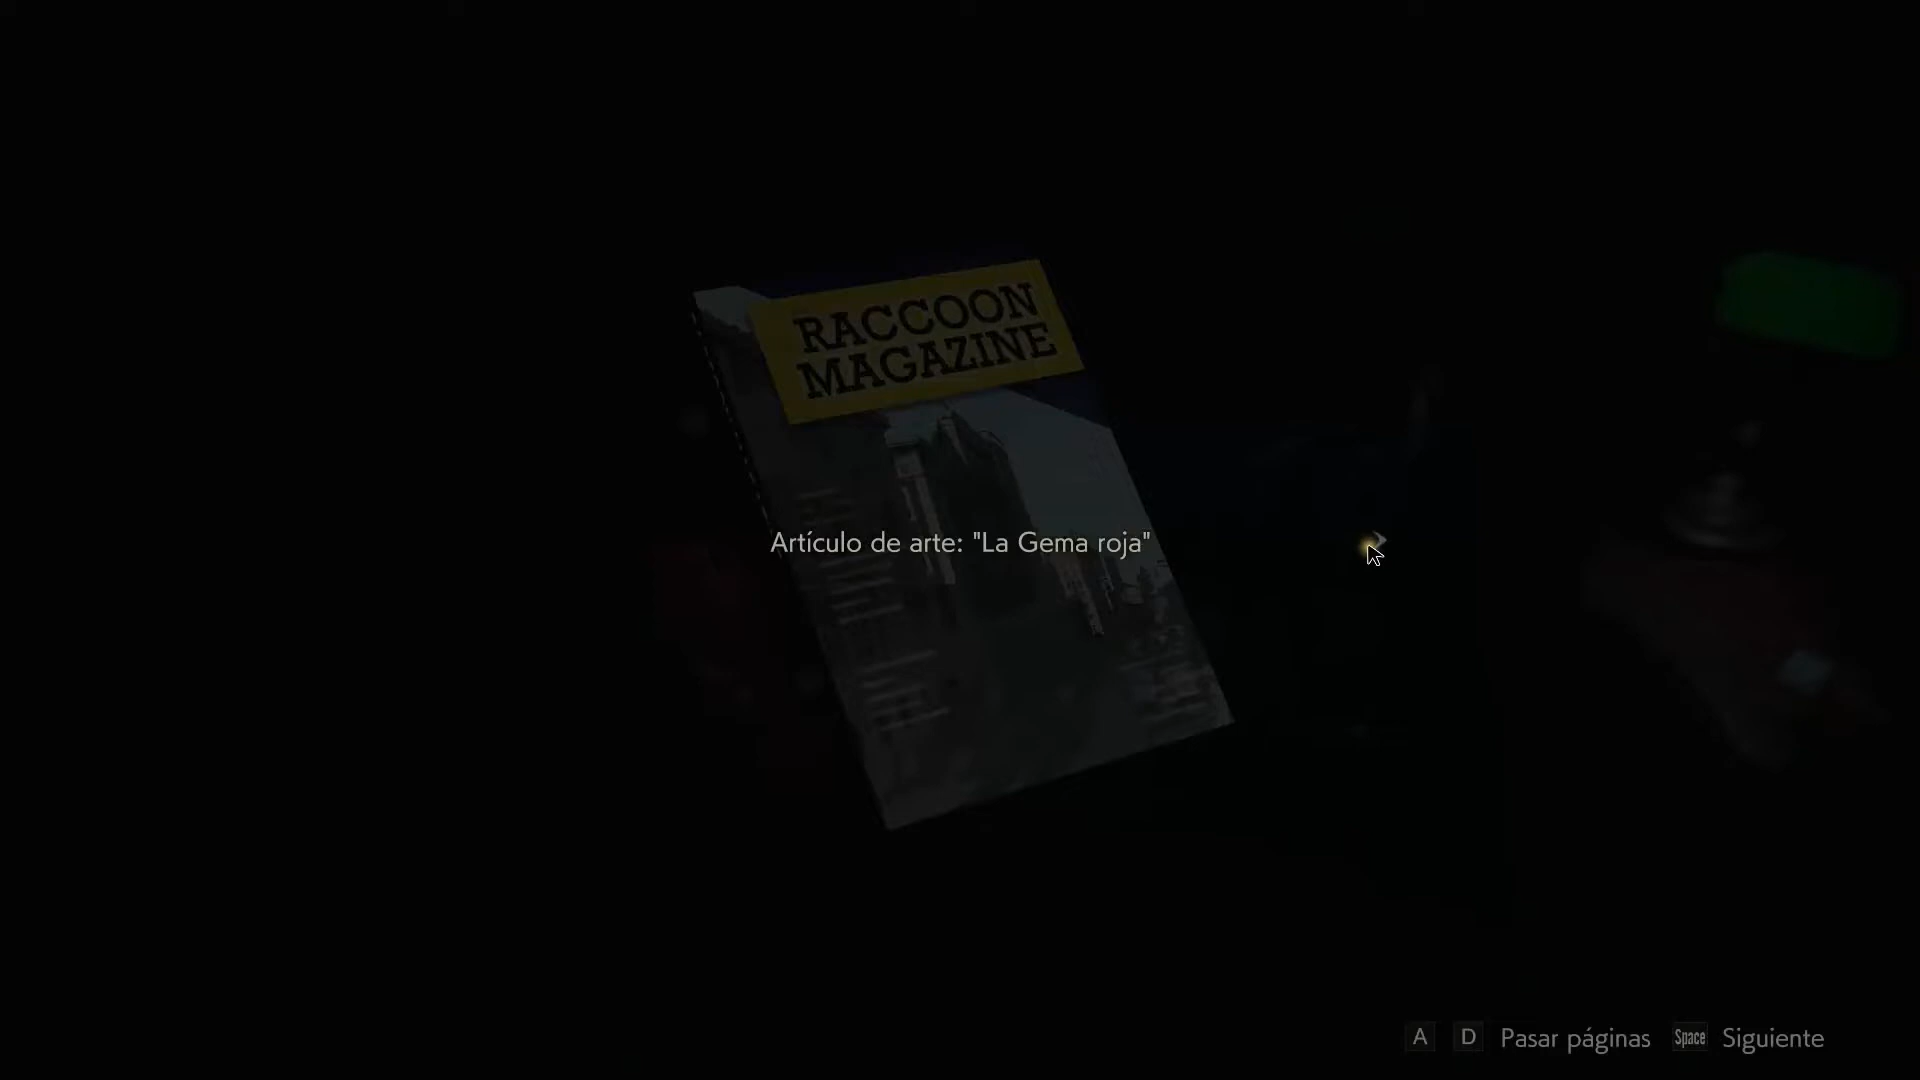 RACCOON
MAGAZINE
Artículo de arte: "La Gema roja"
A D Pasar páginas Space Siguiente